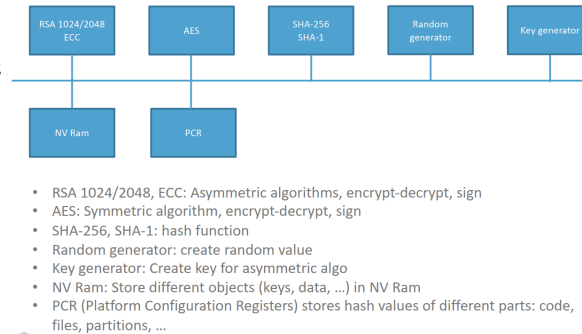 RSA 1024/2048
ECC
AES
SHA-256
SHA-1
Random
generator
Key generator
NV Ram
PCR
• RSA 1024/2048, ECC: Asymmetric algorithms, encrypt-decrypt, sign
• AES: Symmetric algorithm, encrypt-decrypt, sign
• SHA-256, SHA-1: hash function
• Random generator: create random value
• Key generator: Create key for asymmetric algo
• NV Ram: Store different objects (keys, data, …) in NV Ram
• PCR (Platform Configuration Registers) stores hash values of different parts: code,
files, partitions, …